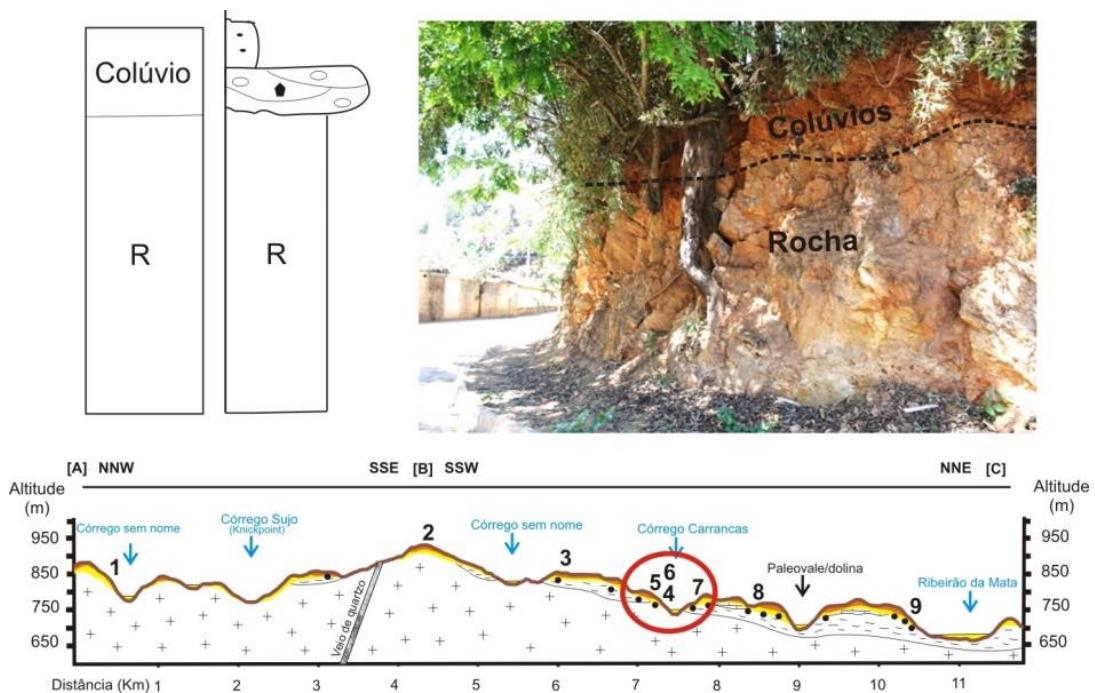 Colúvio
R
R
Colúvios
Rocha
[A] NNW SSE [B] SSW NNE [C]
Altitude (m) Altitude (m)
Córrego sem nome
Córrego Sujo
(Knickpoint)
Córrego sem nome
Córrego Carrancas
Paleovale/dolina
Ribeirão da Mata
950
850
750
650
1
2
3
5
6
4
7
8
9
Veio de quartzo
950
850
750
650
Distância (Km) 1 2 3 4 5 6 7 8 9 10 11